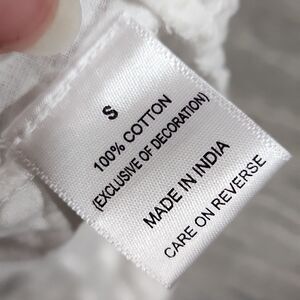 S
100% COTTON
(EXCLUSIVE OF DECORATION)
MADE IN INDIA
CARE ON REVERSE